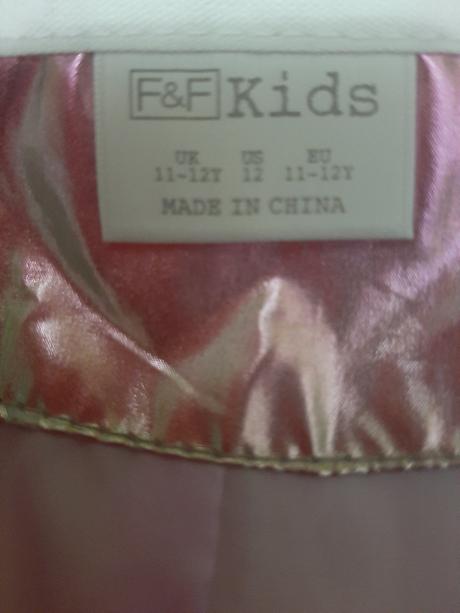 F&F Kids
UK US EU
11-12Y 12 11-12Y
MADE IN CHINA